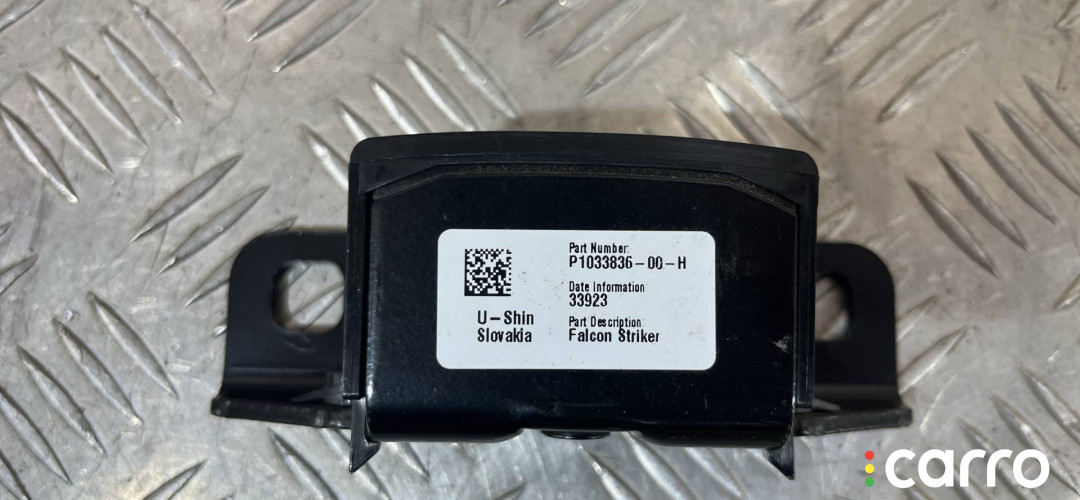 Part Number:
P1033836-00-H
Date Information
33923
U-Shin
Slovakia
Part Description
Falcon Striker
carro